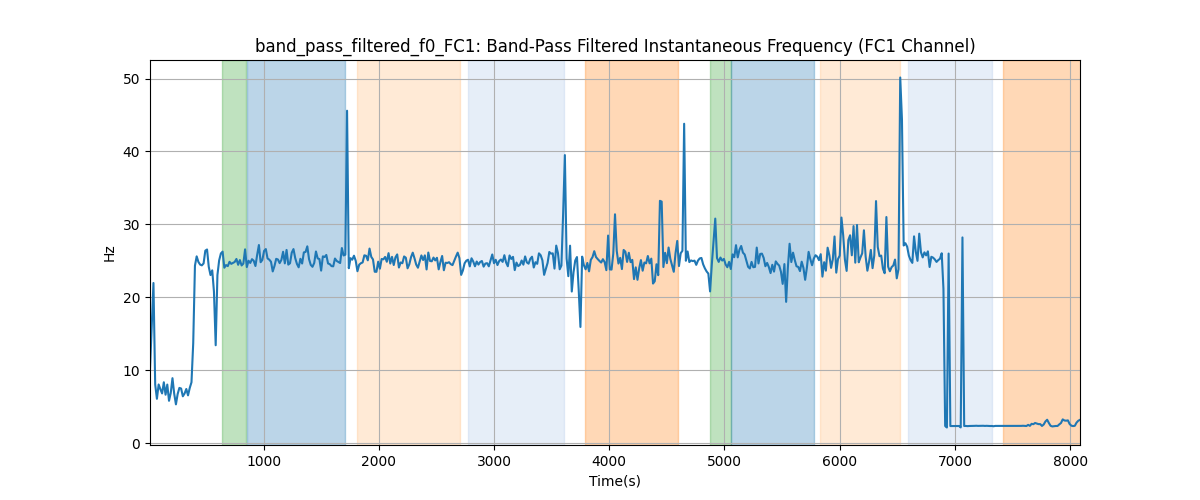 band_pass_filtered_f0_FC1: Band-Pass Filtered Instantaneous Frequency (FC1 Channel)
50
40
30
20
10
0
Hz
1000 2000 3000 4000 5000 6000 7000 8000
Time(s)